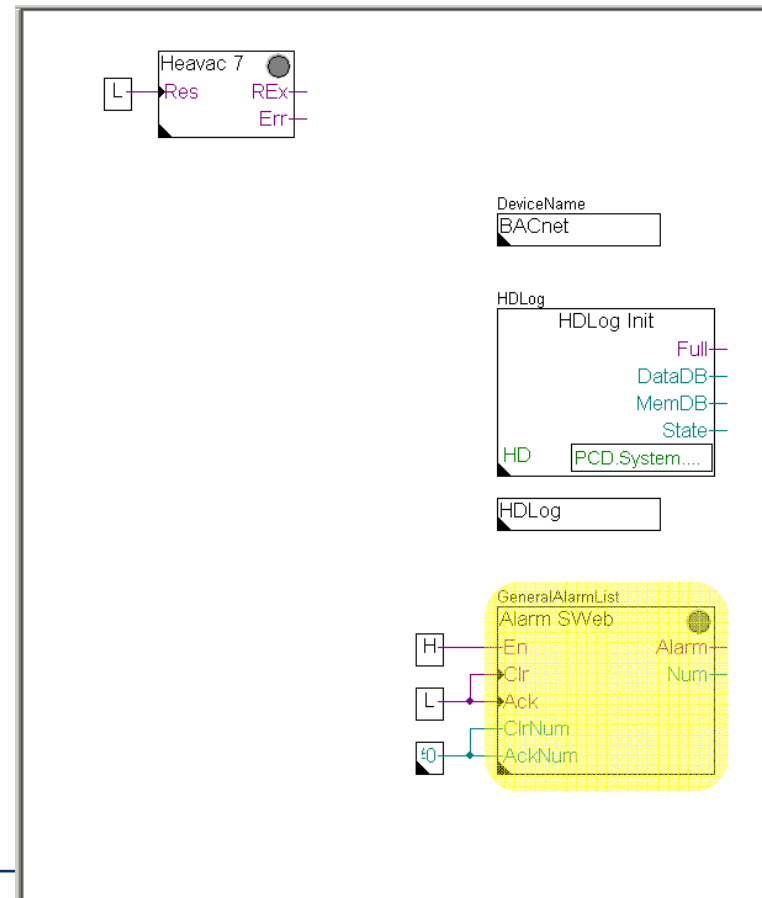 Heavac 7
L Res REx
Err
DeviceName
BACnet
HDLog
HDLog Init
Full
DataDB
MemDB
State
HD PCD.System....
HDLog
GeneralAlarmList
Alarm SWeb
H En Alarm
Clr Num
L Ack
ClrNum
AckNum